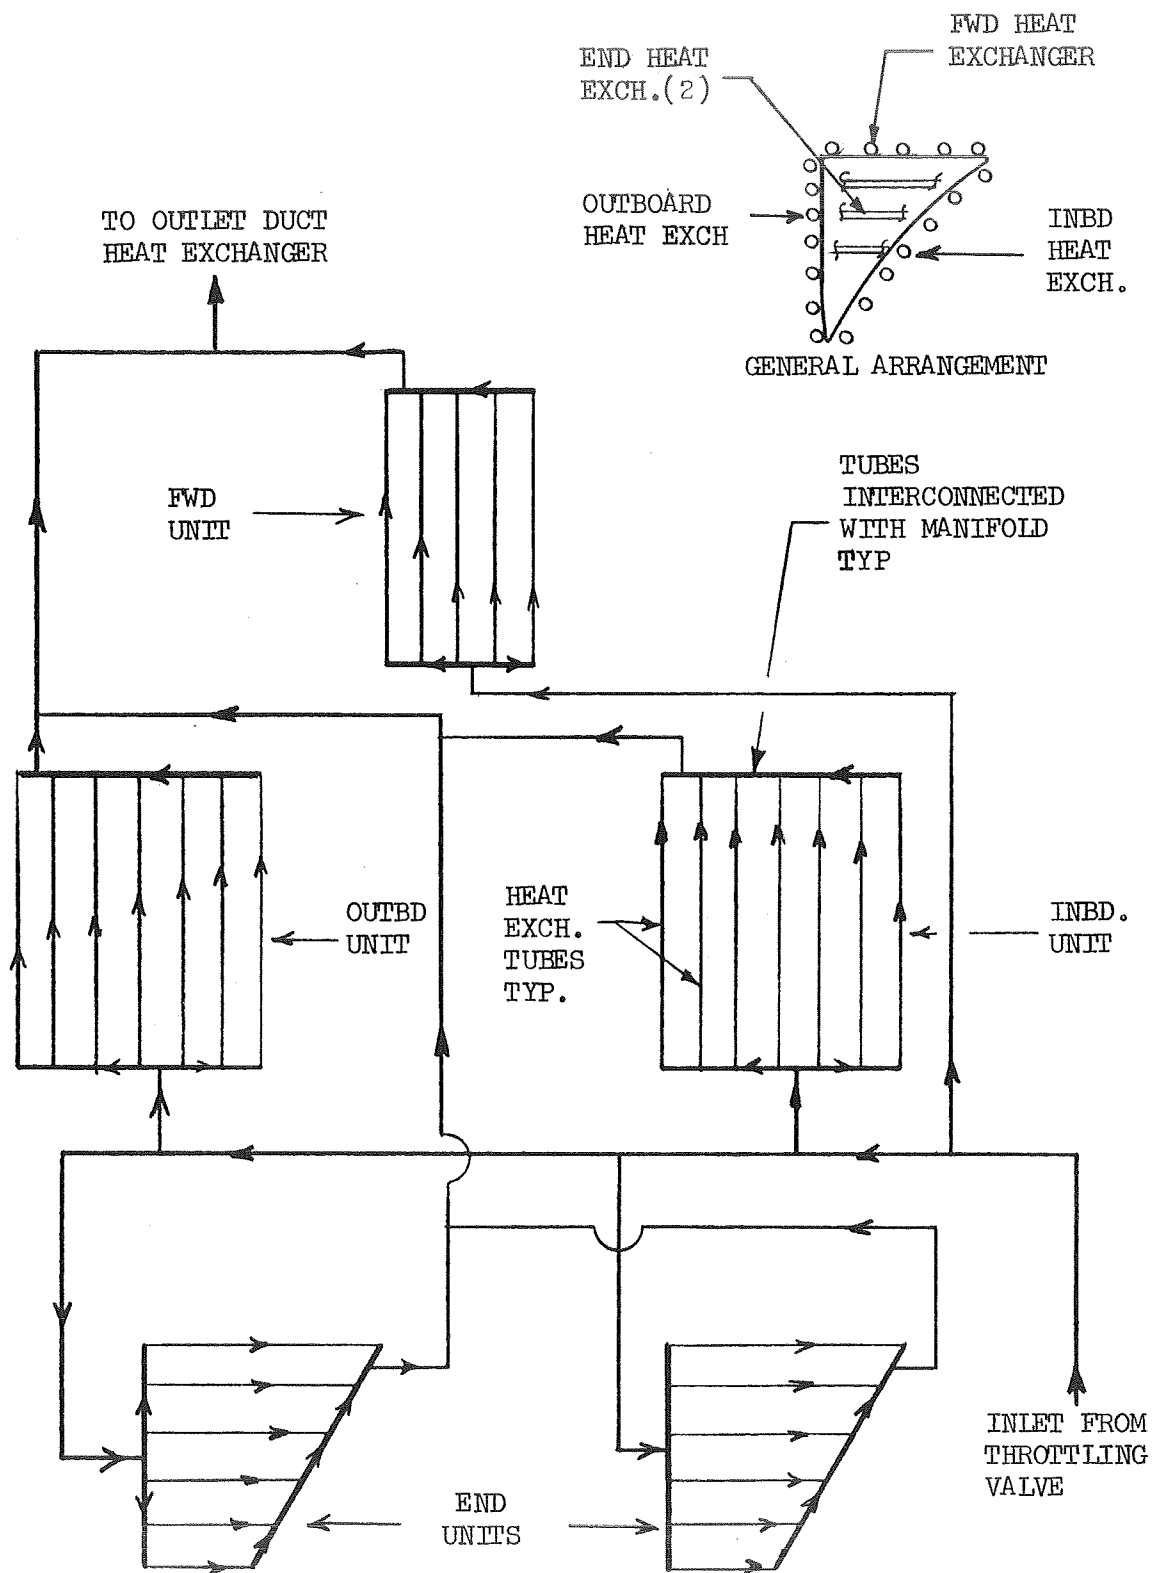 FWD HEAT
EXCHANGER
END HEAT
EXCH.(2)
OUTBOARD
HEAT EXCH
INBD
HEAT
EXCH.
GENERAL ARRANGEMENT
TO OUTLET DUCT
HEAT EXCHANGER
FWD
UNIT
TUBES
INTERCONNECTED
WITH MANIFOLD
TYP
OUTBD
UNIT
HEAT
EXCH.
TUBES
TYP.
INBD.
UNIT
INLET FROM
THROTTLING
VALVE
END
UNITS